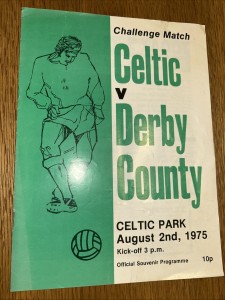 Challenge Match
Celtic
v
Derby
County
CELTIC PARK
August 2nd, 1975
Kick-off 3 p.m.
Official Souvenir Programme 10p